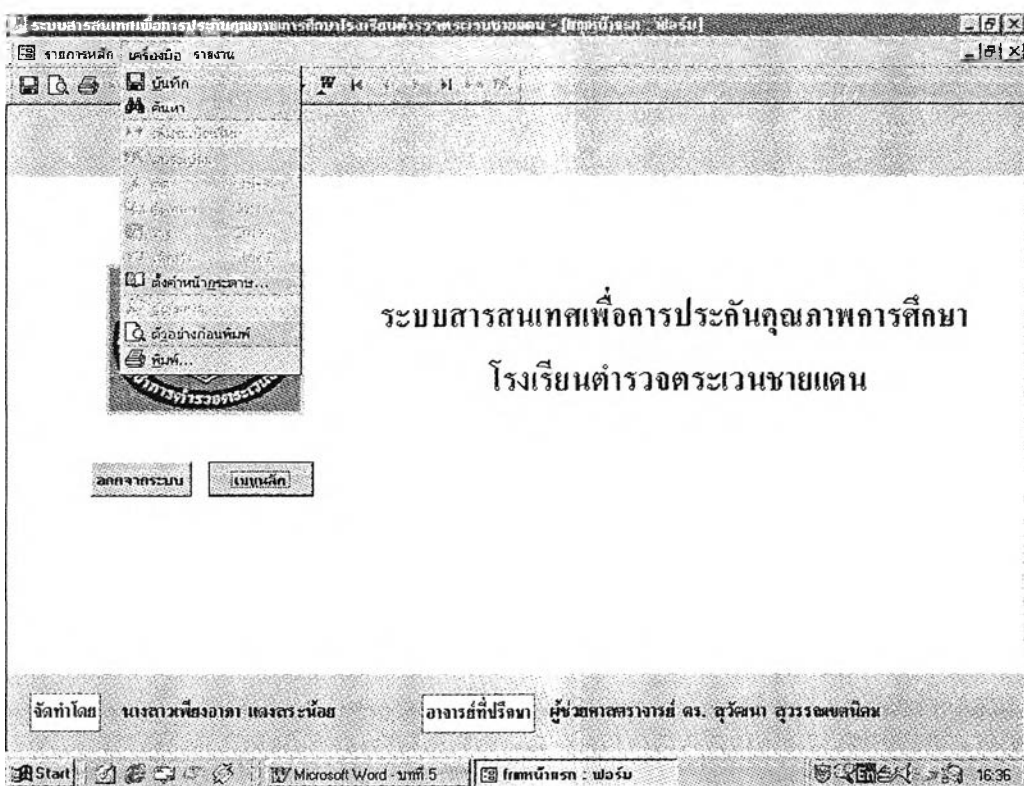 ระบบสารสนเทศเพื่อการประกันคุณภาพการศึกษาโรงเรียนตำรวจตระเวนชายแดน - [frmหน้าแรก : ฟอร์ม]
รายการหลัก เครื่องมือ รายงาน
บันทึก
ค้นหา
ตั้งค่าหน้ากระดาษ...
ตัวอย่างก่อนพิมพ์
พิมพ์...
ระบบสารสนเทศเพื่อการประกันคุณภาพการศึกษา
โรงเรียนตำรวจตระเวนชายแดน
ออกจากระบบ เมนูหลัก
จัดทำโดย นางสาวเพียงอาภา แดงสระน้อย อาจารย์ที่ปรึกษา ผู้ช่วยศาสตราจารย์ ดร. สุวัฒนา สุวรรณเขตนิคม
Start Microsoft Word - บทที่ 5 frmหน้าแรก : ฟอร์ม En 16:36